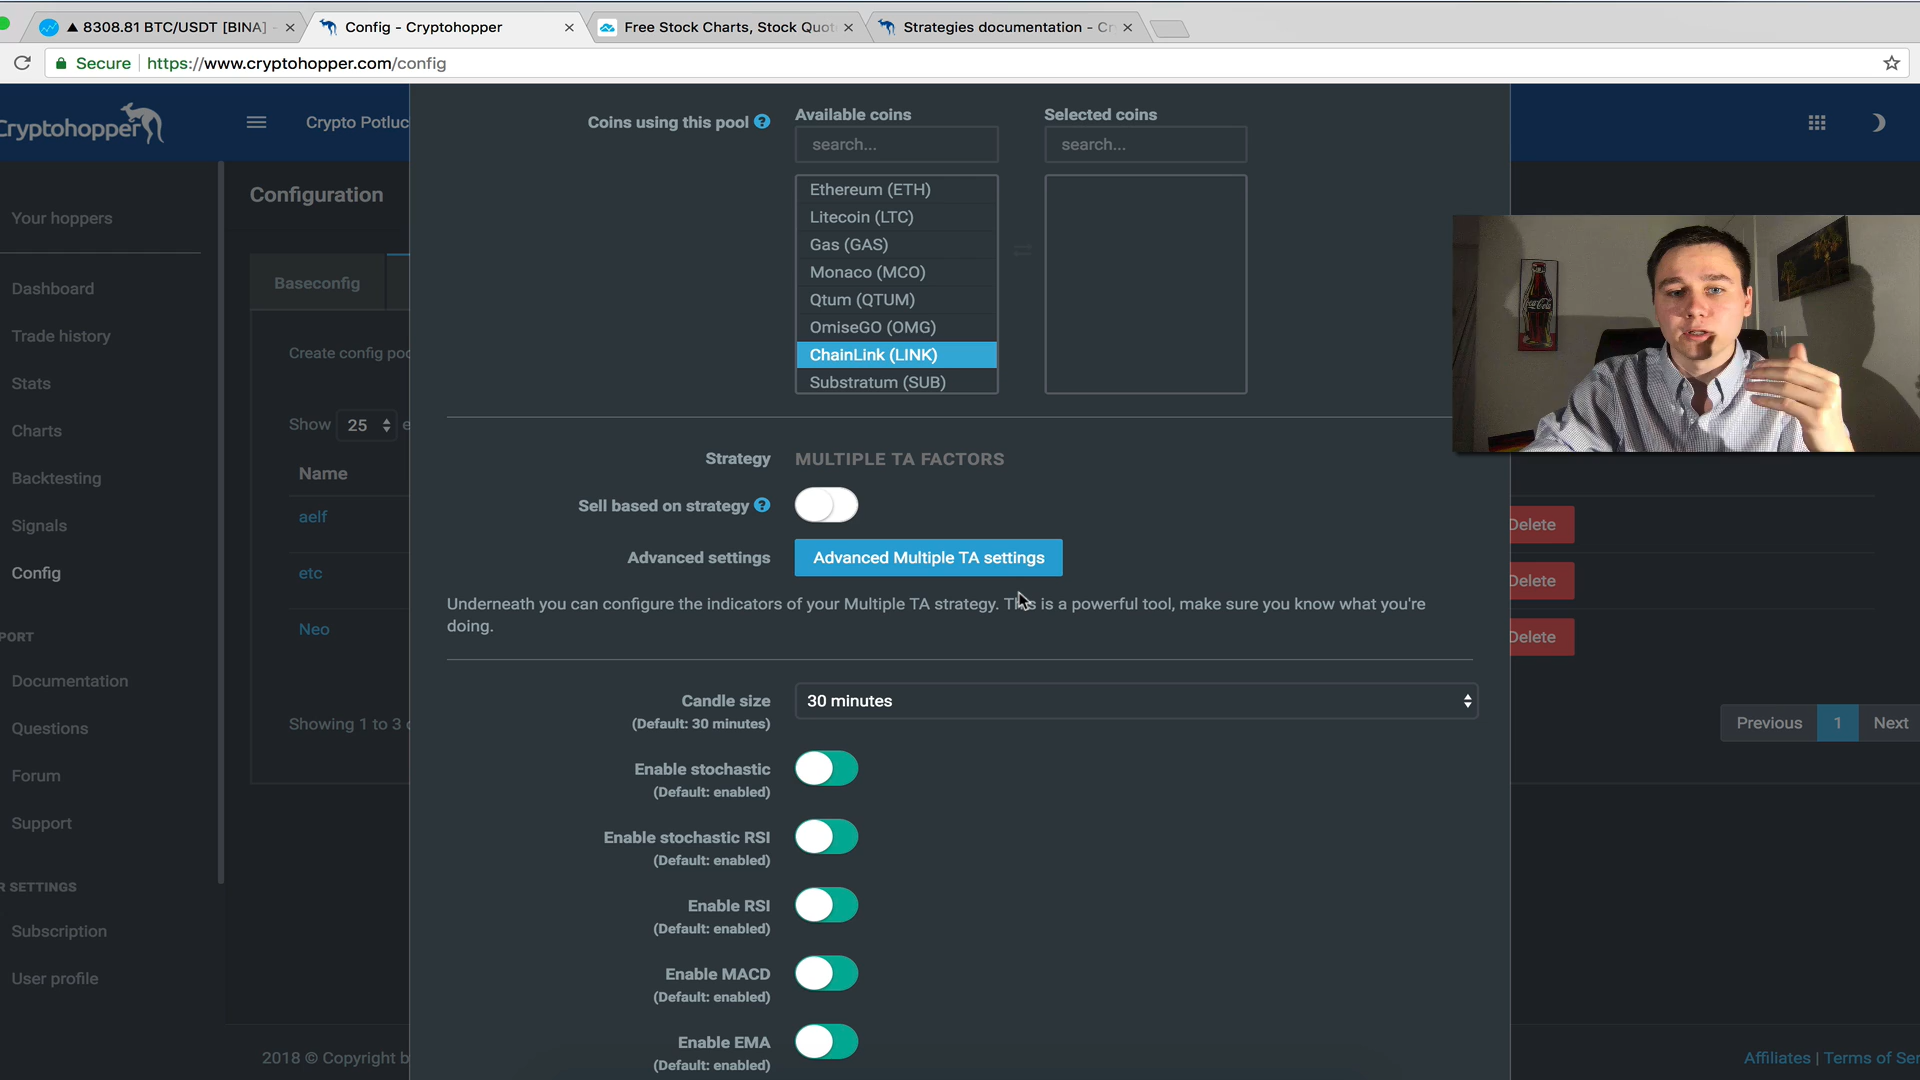 ▲ 8308.81 BTC/USDT [BINA]
Config - Cryptohopper
Free Stock Charts, Stock Quot
Strategies documentation - Cr
Secure
https://www.cryptohopper.com/config
Cryptohopper
Crypto Potluc
Your hoppers
Dashboard
Trade history
Stats
Charts
Backtesting
Signals
Config
PORT
Documentation
Questions
Forum
Support
R SETTINGS
Subscription
User profile
Configuration
Baseconfig
Create config poo
Show 25 e
Name
aelf
etc
Neo
Showing 1 to 3 o
2018 © Copyright b
Coins using this pool ?
Available coins
search...
Ethereum (ETH)
Litecoin (LTC)
Gas (GAS)
Monaco (MCO)
Qtum (QTUM)
OmiseGO (OMG)
ChainLink (LINK)
Substratum (SUB)
Selected coins
search...
Strategy MULTIPLE TA FACTORS
Sell based on strategy ?
Advanced settings Advanced Multiple TA settings
Underneath you can configure the indicators of your Multiple TA strategy. This is a powerful tool, make sure you know what you're
doing.
Candle size 30 minutes
(Default: 30 minutes)
Enable stochastic
(Default: enabled)
Enable stochastic RSI
(Default: enabled)
Enable RSI
(Default: enabled)
Enable MACD
(Default: enabled)
Enable EMA
(Default: enabled)
Coca-Cola
Delete
Delete
Delete
Previous 1 Next
Affiliates | Terms of Ser